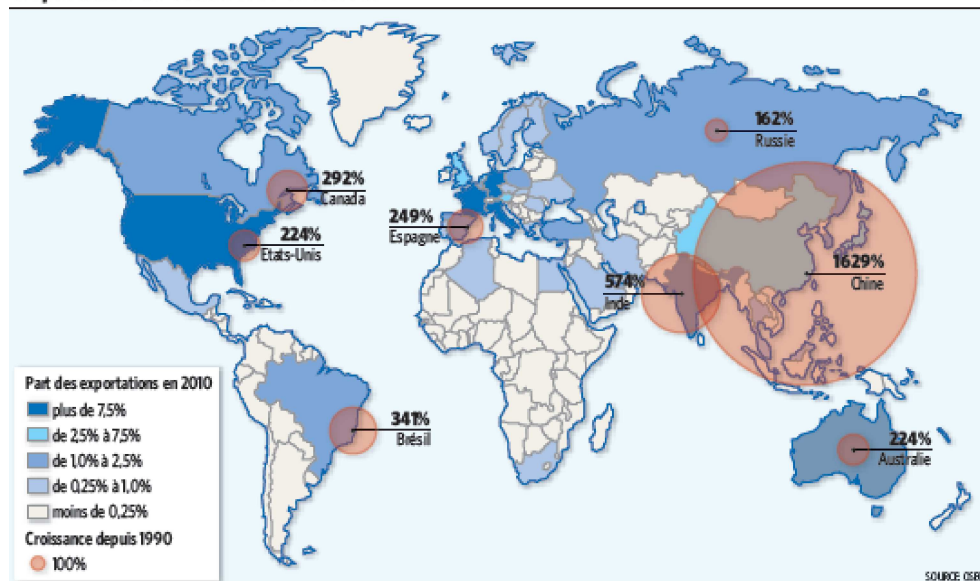 162%
Russie
292%
Canada
249%
Espagne
224%
Etats-Unis
1629%
Chine
574%
Inde
341%
Brésil
224%
Australie
Part des exportations en 2010
plus de 7,5%
de 2,5% à 7,5%
de 1,0% à 2,5%
de 0,25% à 1,0%
moins de 0,25%
Croissance depuis 1990
100%
SOURCE